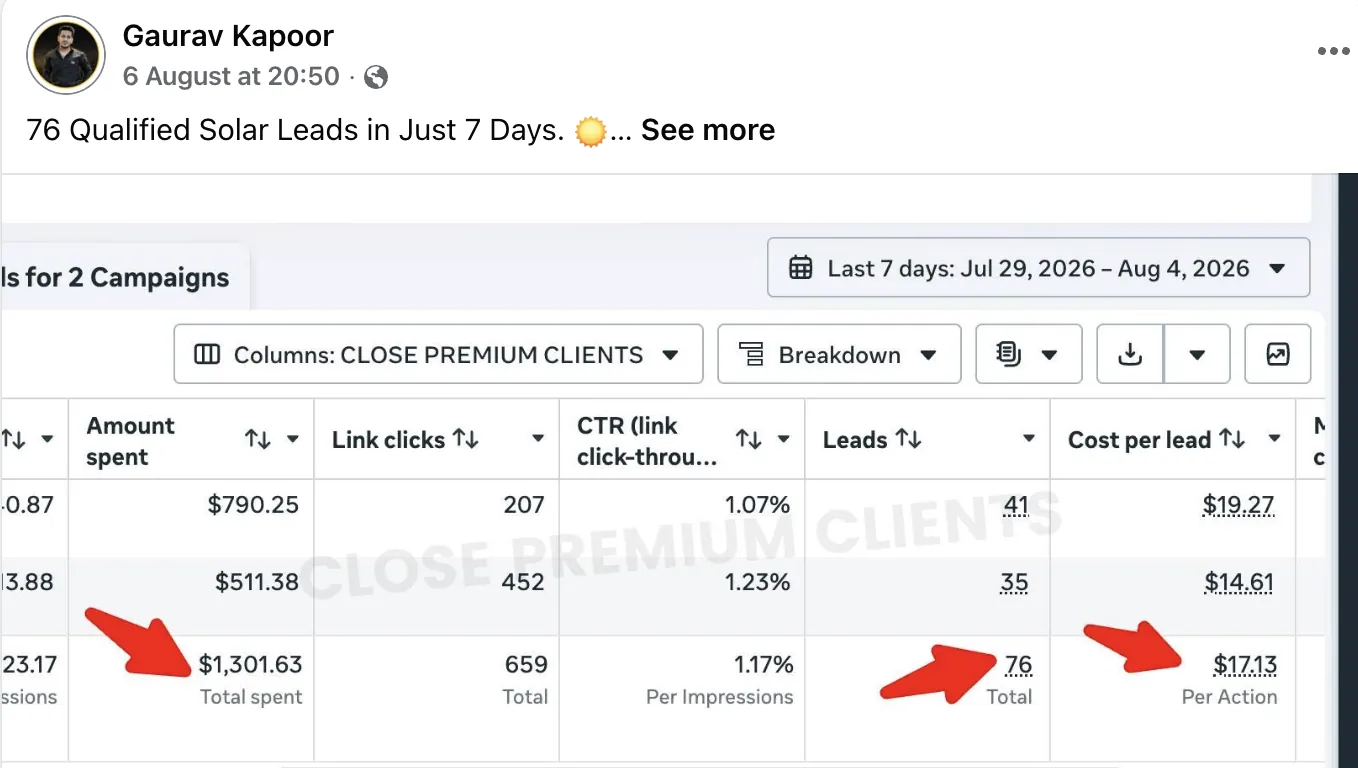 Gaurav Kapoor
6 August at 20:50 ·
76 Qualified Solar Leads in Just 7 Days. ☀️... See more
ls for 2 Campaigns
Last 7 days: Jul 29, 2026 – Aug 4, 2026
Columns: CLOSE PREMIUM CLIENTS
Breakdown
Amount spent
Link clicks
CTR (link click-throu...
Leads
Cost per lead
0.87 $790.25 207 1.07% 41 $19.27
3.88 $511.38 452 1.23% 35 $14.61
CLOSE PREMIUM CLIENTS
23.17 $1,301.63 659 1.17% 76 $17.13
ssions Total spent Total Per Impressions Total Per Action